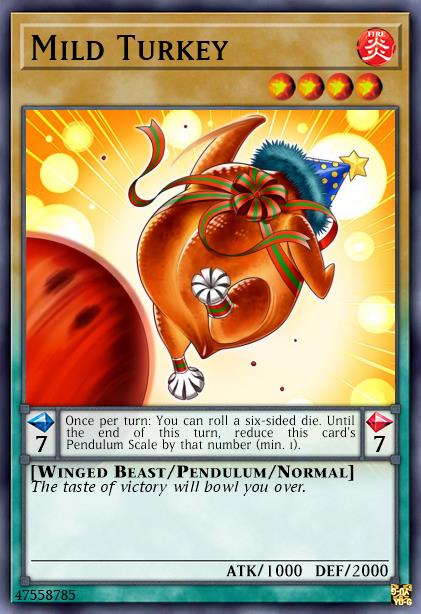 Mild Turkey
FIRE
炎
Once per turn: You can roll a six-sided die. Until
the end of this turn, reduce this card's
Pendulum Scale by that number (min. 1).
7
7
[Winged Beast/Pendulum/Normal]
The taste of victory will bowl you over.
ATK/1000 DEF/2000
47558785